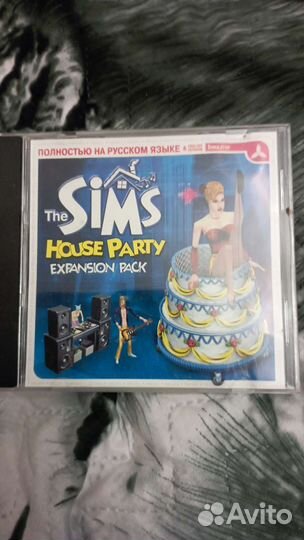 ПОЛНОСТЬЮ НА РУССКОМ ЯЗЫКЕ
The SIMS
HOUSE PARTY
EXPANSION PACK
Avito